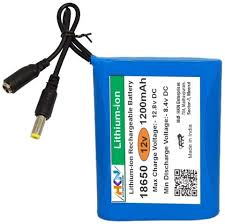 Lithium-Ion
Lithium-ion Rechargeable Battery
18650 12v 1200mAh
Charge Voltage:- 12.6v DC
Min Discharge Voltage:- 8.4v DC
Enterprises
Made in India